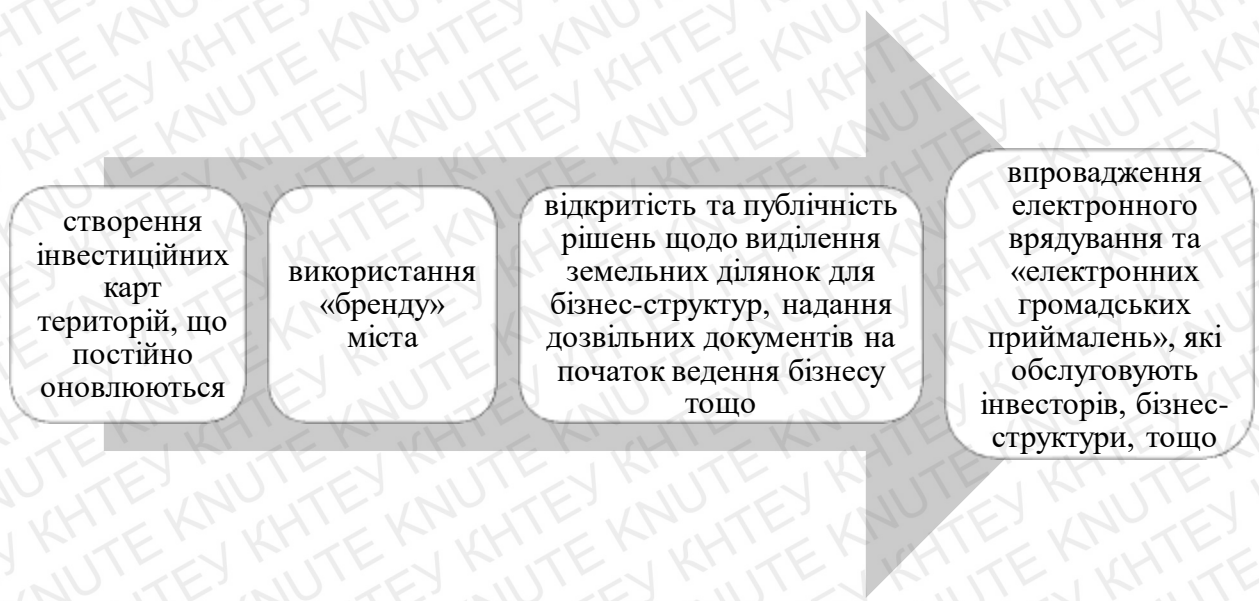 створення
інвестиційних
карт
територій, що
постійно
оновлюються
використання
«бренду»
міста
відкритість та публічність
рішень щодо виділення
земельних ділянок для
бізнес-структур, надання
дозвільних документів на
початок ведення бізнесу
тощо
впровадження
електронного
врядування та
«електронних
громадських
приймалень», які
обслуговують
інвесторів, бізнес-
структури, тощо